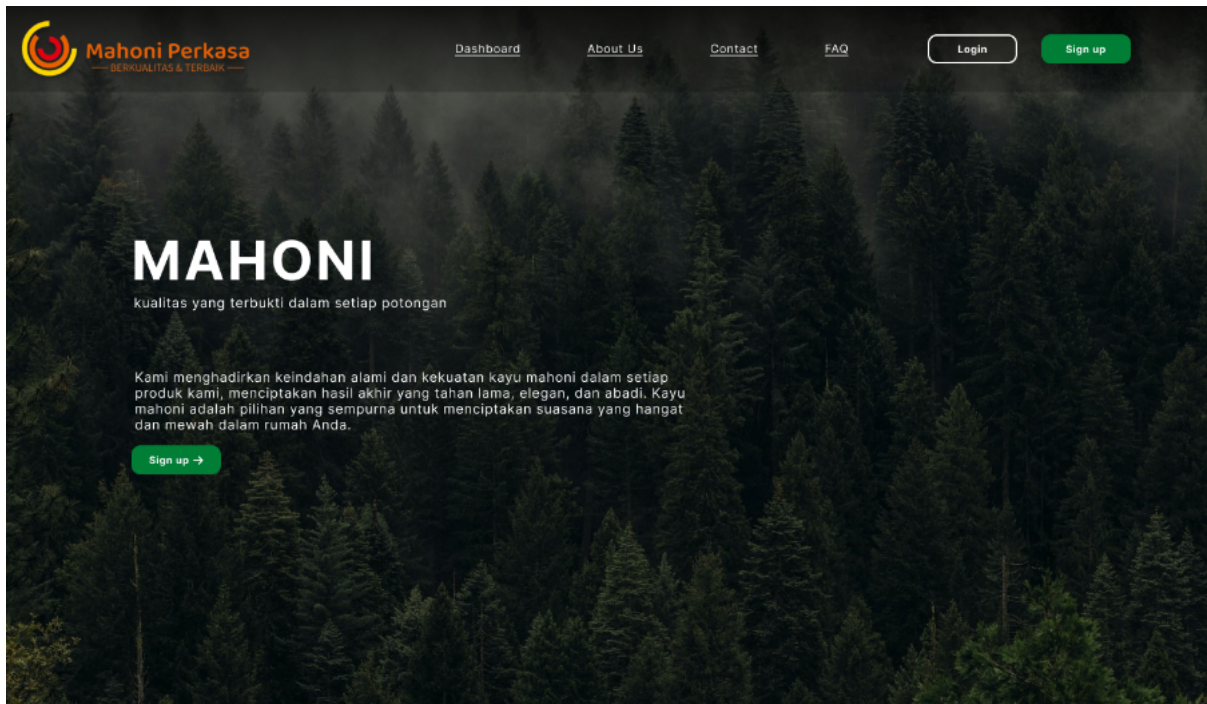 Mahoni Perkasa
BERKUALITAS & TERBAIK
Dashboard
About Us
Contact
FAQ
Login
Sign up
MAHONI
kualitas yang terbukti dalam setiap potongan
Kami menghadirkan keindahan alami dan kekuatan kayu mahoni dalam setiap
produk kami, menciptakan hasil akhir yang tahan lama, elegan, dan abadi. Kayu
mahoni adalah pilihan yang sempurna untuk menciptakan suasana yang hangat
dan mewah dalam rumah Anda.
Sign up →